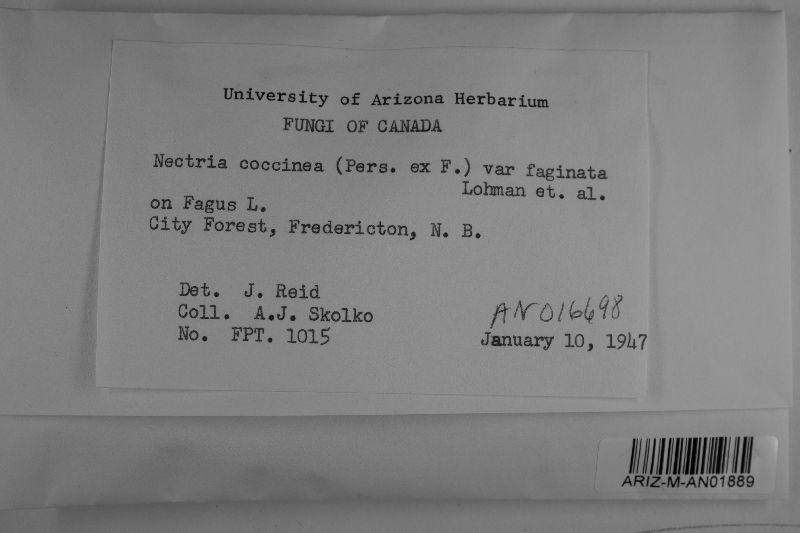 University of Arizona Herbarium
FUNGI OF CANADA
Nectria coccinea (Pers. ex F.) var faginata
Lohman et. al.
on Fagus L.
City Forest, Fredericton, N. B.
Det. J. Reid
Coll. A.J. Skolko
No. FPT. 1015
AN016698
January 10, 1947
ARIZ-M-AN01889